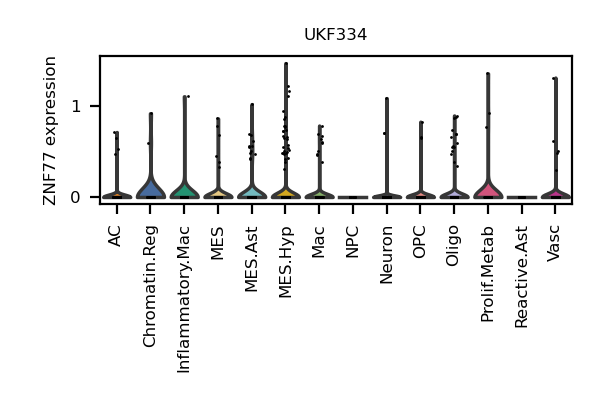 UKF334
ZNF77 expression
1
0
AC
Chromatin.Reg
Inflammatory.Mac
MES
MES.Ast
MES.Hyp
Mac
NPC
Neuron
OPC
Oligo
Prolif.Metab
Reactive.Ast
Vasc